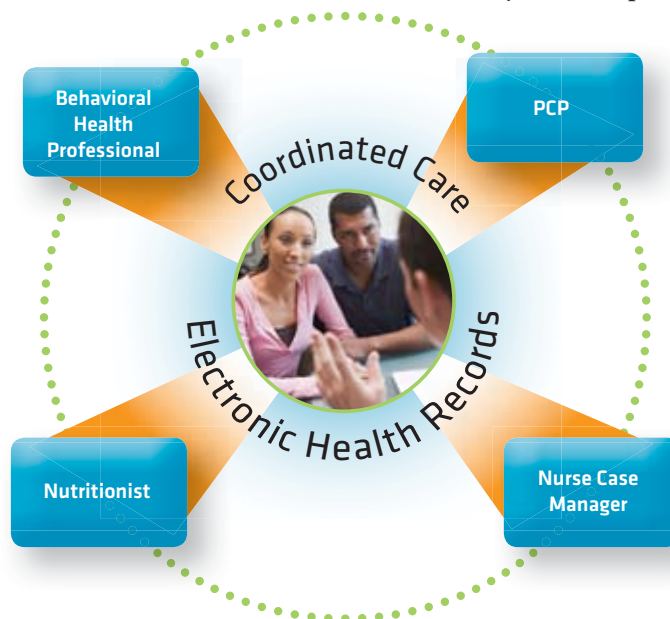 Behavioral
Health
Professional
PCP
Coordinated Care
Electronic Health Records
Nutritionist
Nurse Case
Manager